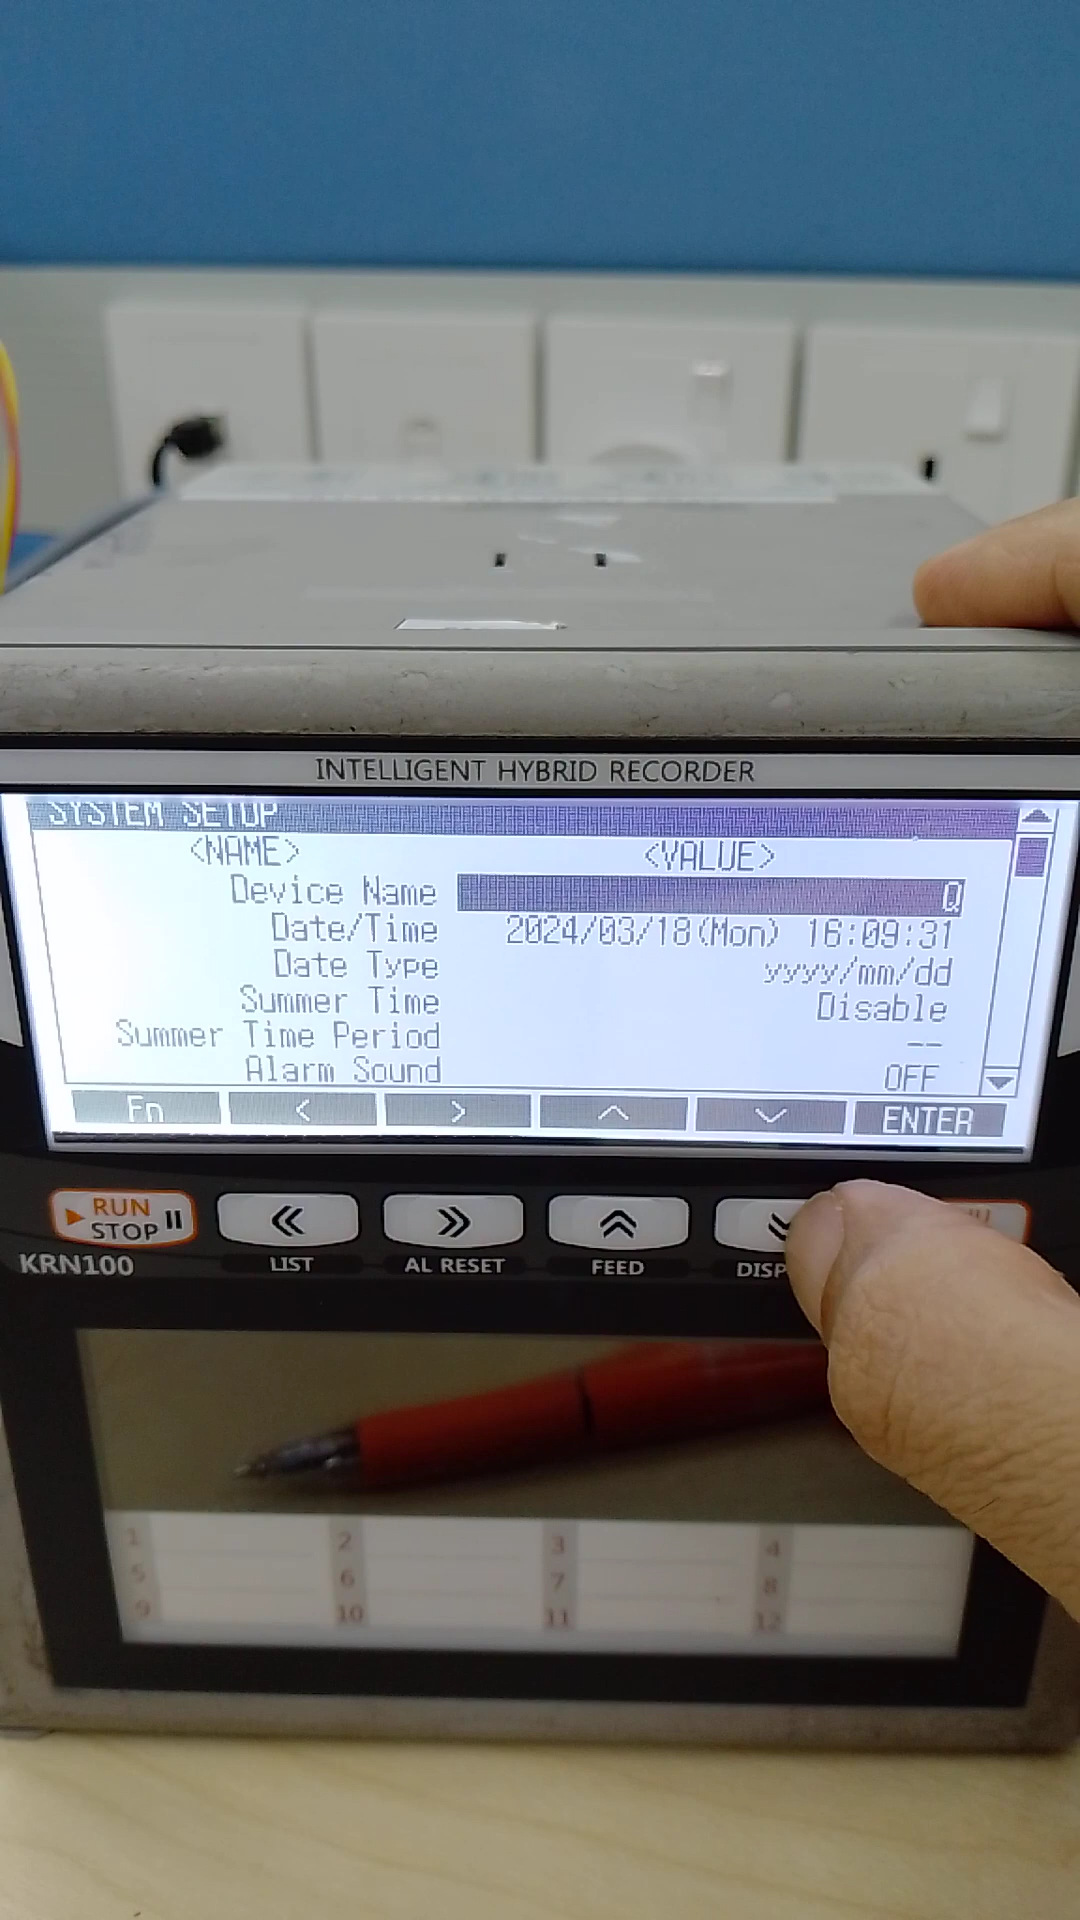 INTELLIGENT HYBRID RECORDER
SYSTEM SETUP
<NAME> <VALUE>
Device Name Q
Date/Time 2024/03/18(Mon) 16:09:31
Date Type yyyy/mm/dd
Summer Time Disable
Summer Time Period --
Alarm Sound OFF
Fn < > ^ ENTER
RUN
STOP
KRN100 LIST AL RESET FEED
1 2 3 4
5 6 7 8
9 10 11 12